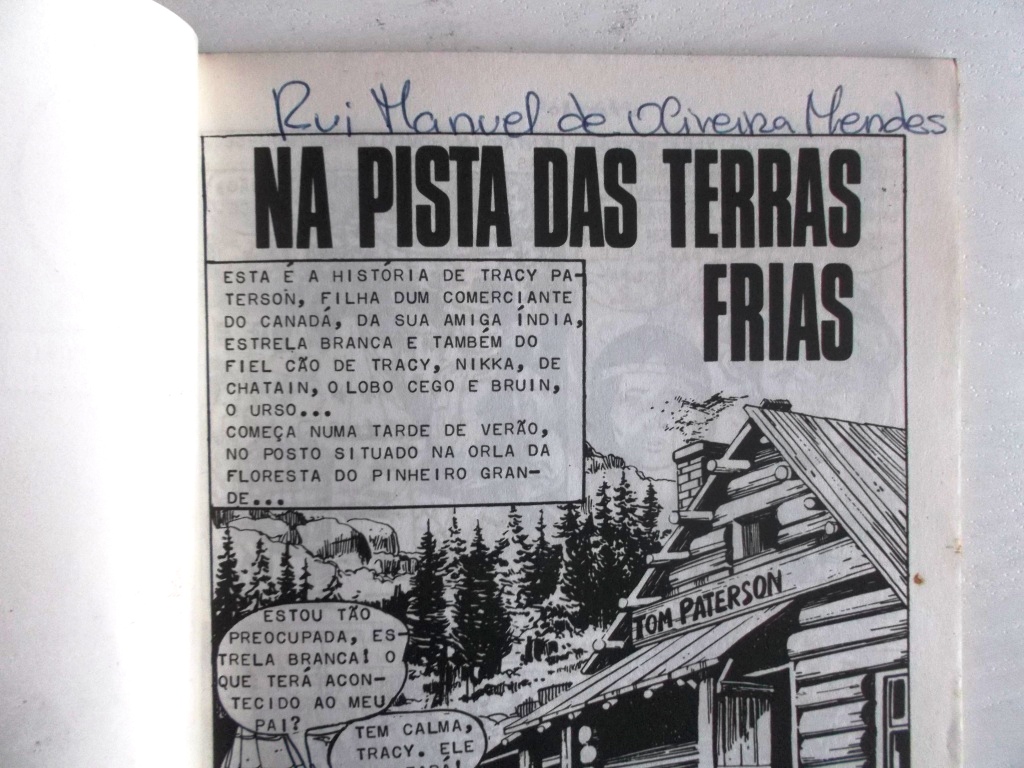 Rui Manuel de Oliveira Mendes
NA PISTA DAS TERRAS
FRIAS
ESTA É A HISTÓRIA DE TRACY PA-
TERSON, FILHA DUM COMERCIANTE
DO CANADÁ, DA SUA AMIGA ÍNDIA,
ESTRELA BRANCA E TAMBÉM DO
FIEL CÃO DE TRACY, NIKKA, DE
CHATAIN, O LOBO CEGO E BRUIN,
O URSO...
COMEÇA NUMA TARDE DE VERÃO,
NO POSTO SITUADO NA ORLA DA
FLORESTA DO PINHEIRO GRAN-
DE...
TOM PATERSON
ESTOU TÃO
PREOCUPADA, ES-
TRELA BRANCA! O
QUE TERÁ ACON-
TECIDO AO MEU
PAI?
TEM CALMA,
TRACY. ELE